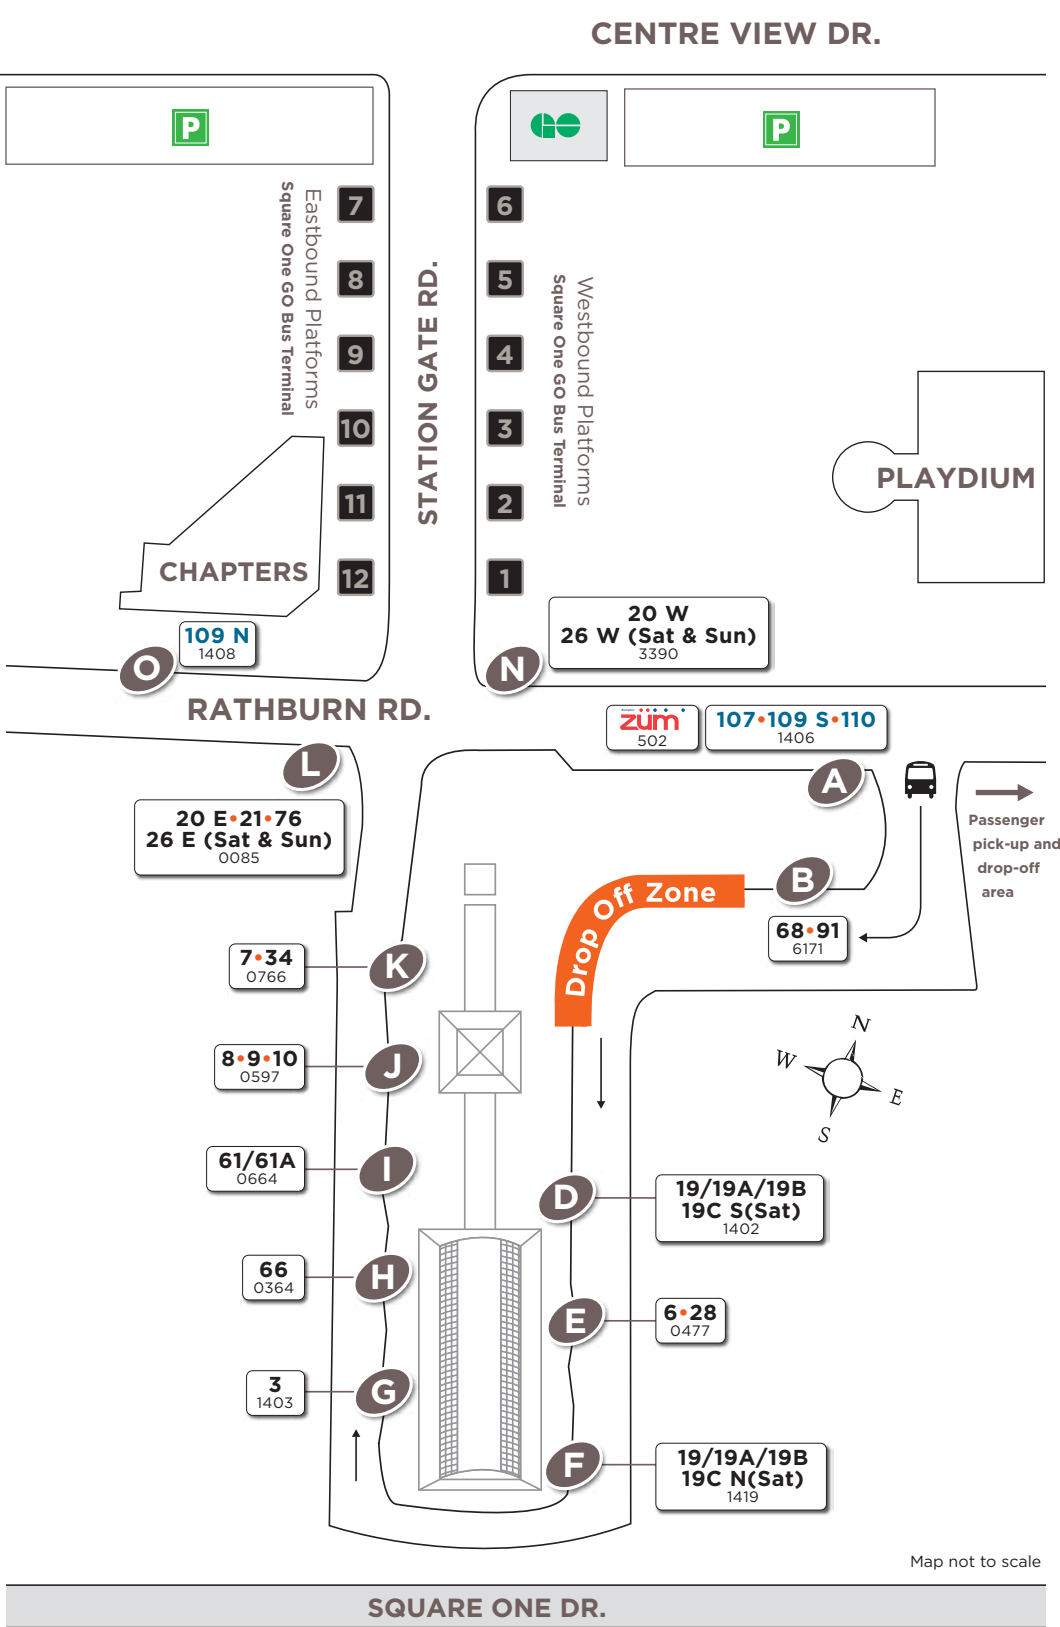 CENTRE VIEW DR.
P
GO
P
7
8
9
10
11
12
Eastbound Platforms
Square One GO Bus Terminal
STATION GATE RD.
6
5
4
3
2
1
Westbound Platforms
Square One GO Bus Terminal
PLAYDIUM
CHAPTERS
109 N
1408
O
N
20 W
26 W (Sat & Sun)
3390
RATHBURN RD.
züm
502
107•109 S•110
1406
L
A
20 E•21•76
26 E (Sat & Sun)
0085
Passenger
pick-up and
drop-off
area
B
Drop Off Zone
68•91
6171
7•34
0766
K
8•9•10
0597
J
N
W
E
S
61/61A
0664
I
D
19/19A/19B
19C S(Sat)
1402
66
0364
H
E
6•28
0477
3
1403
G
F
19/19A/19B
19C N(Sat)
1419
Map not to scale
SQUARE ONE DR.